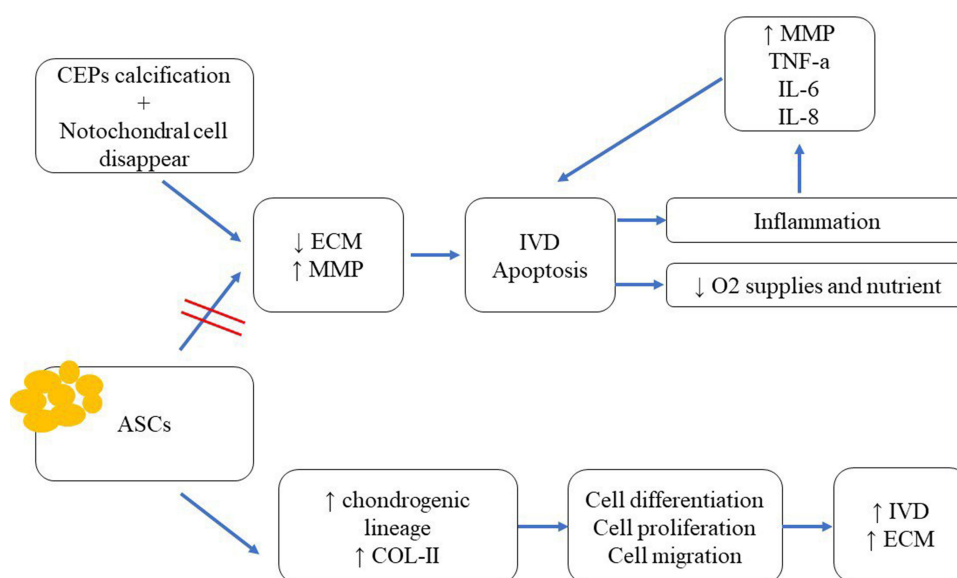 CEPs calcification
+
Notochondral cell
disappear
↑ MMP
TNF-a
IL-6
IL-8
↓ ECM
↑ MMP
IVD
Apoptosis
Inflammation
↓ O2 supplies and nutrient
ASCs
↑ chondrogenic
lineage
↑ COL-II
Cell differentiation
Cell proliferation
Cell migration
↑ IVD
↑ ECM